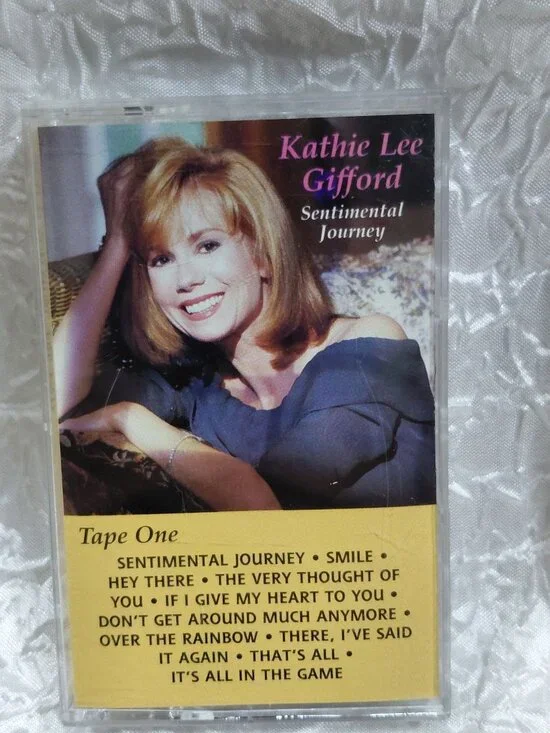 Kathie Lee
Gifford
Sentimental
Journey
Tape One
SENTIMENTAL JOURNEY • SMILE •
HEY THERE • THE VERY THOUGHT OF
YOU • IF I GIVE MY HEART TO YOU •
DON'T GET AROUND MUCH ANYMORE •
OVER THE RAINBOW • THERE, I'VE SAID
IT AGAIN • THAT'S ALL •
IT'S ALL IN THE GAME